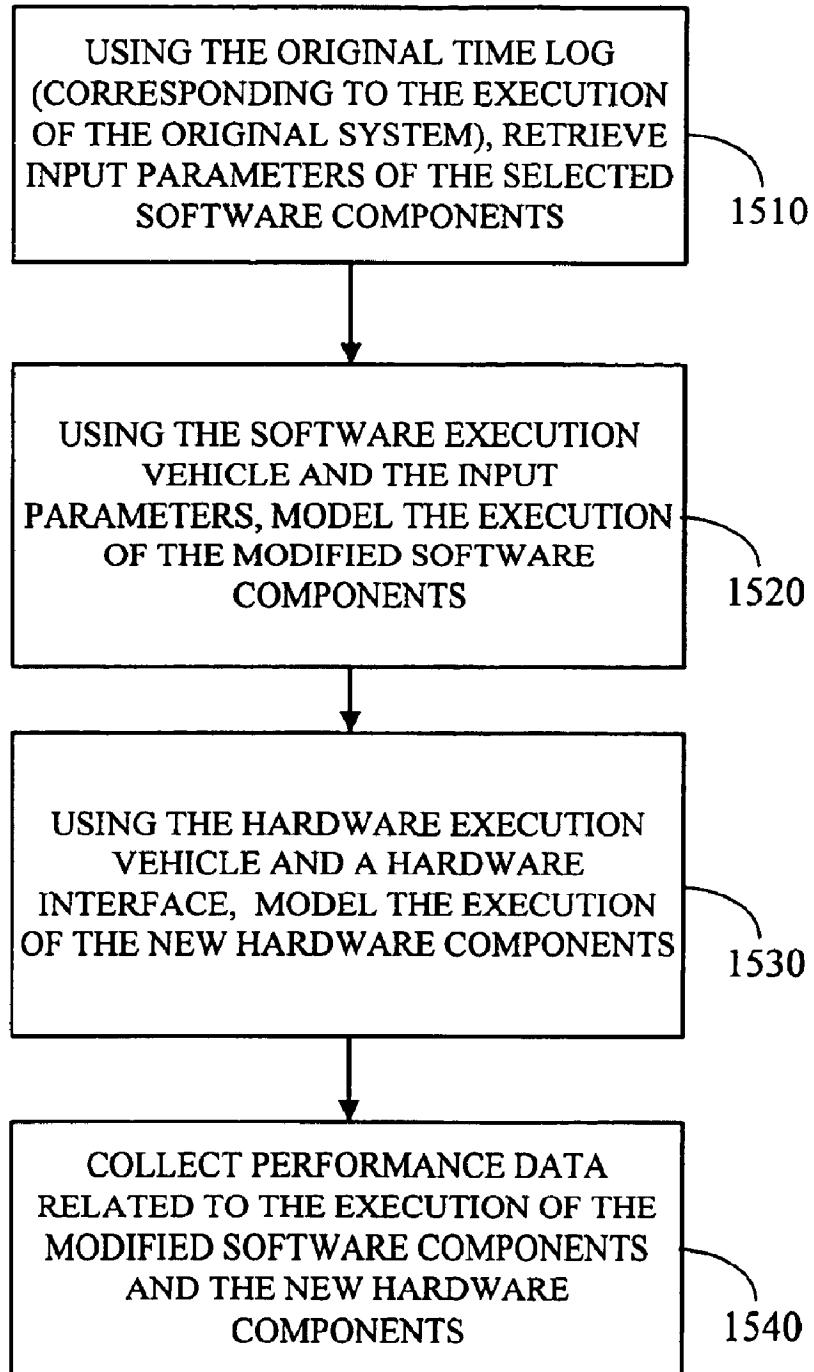 USING THE ORIGINAL TIME LOG
(CORRESPONDING TO THE EXECUTION
OF THE ORIGINAL SYSTEM), RETRIEVE
INPUT PARAMETERS OF THE SELECTED
SOFTWARE COMPONENTS
1510
USING THE SOFTWARE EXECUTION
VEHICLE AND THE INPUT
PARAMETERS, MODEL THE EXECUTION
OF THE MODIFIED SOFTWARE
COMPONENTS
1520
USING THE HARDWARE EXECUTION
VEHICLE AND A HARDWARE
INTERFACE, MODEL THE EXECUTION
OF THE NEW HARDWARE COMPONENTS
1530
COLLECT PERFORMANCE DATA
RELATED TO THE EXECUTION OF THE
MODIFIED SOFTWARE COMPONENTS
AND THE NEW HARDWARE
COMPONENTS
1540